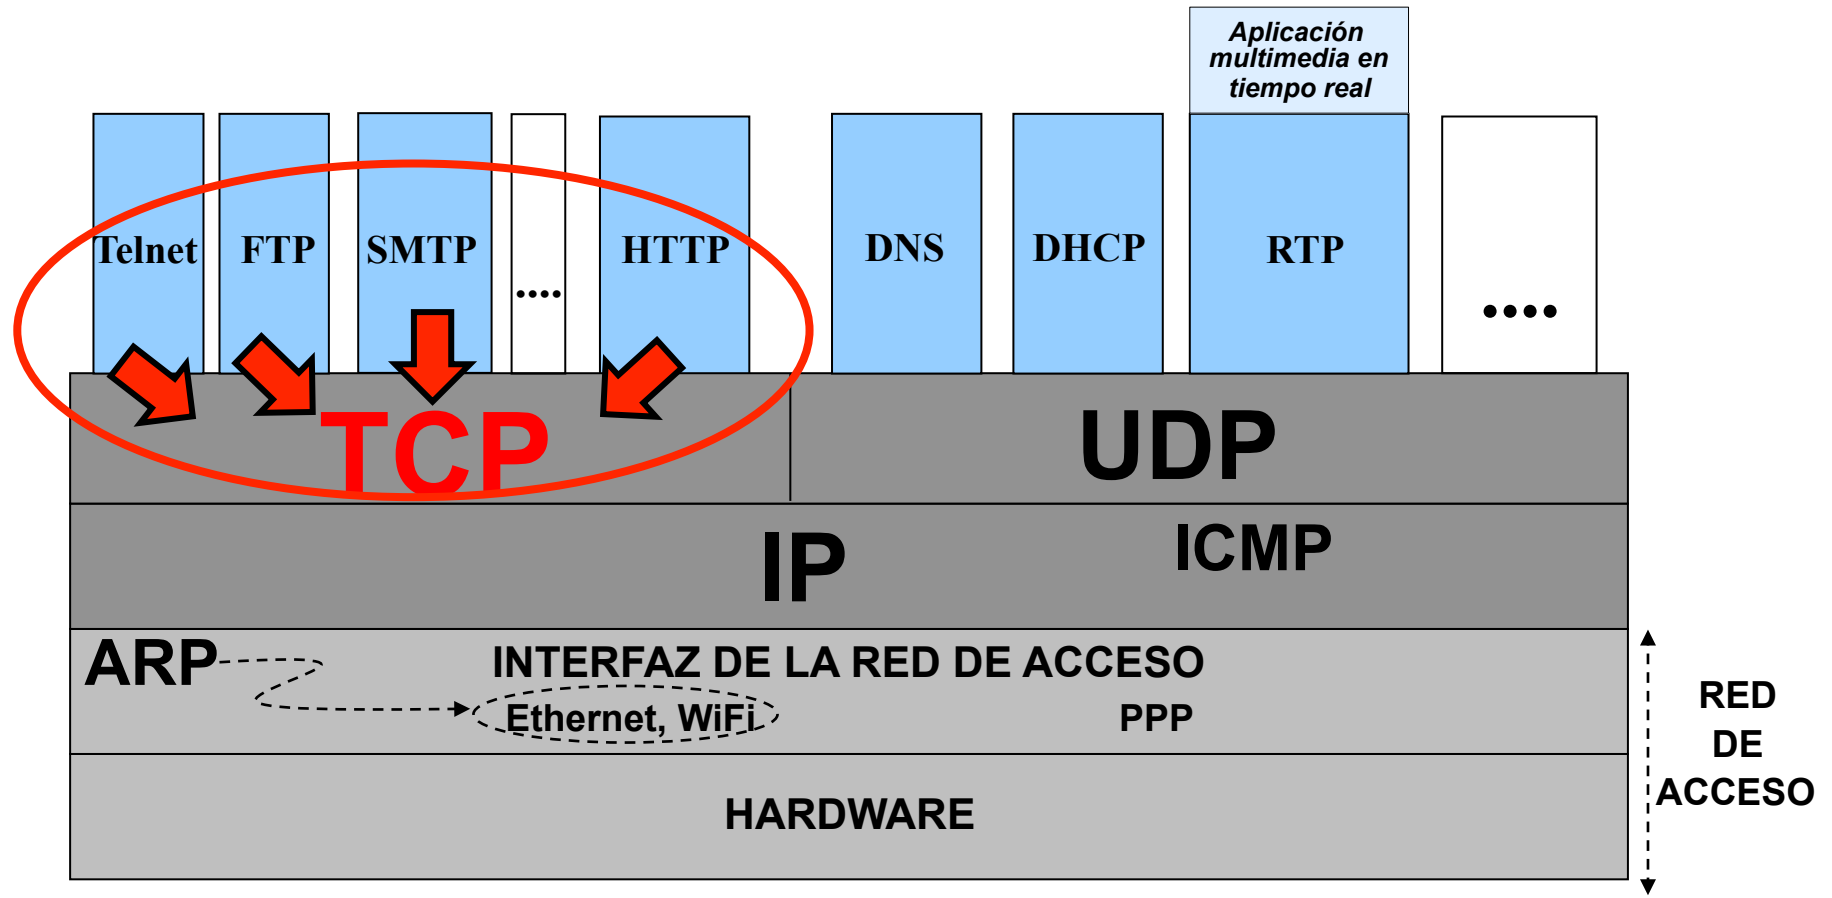 Aplicación
multimedia en
tiempo real
Telnet
FTP
SMTP
....
HTTP
DNS
DHCP
RTP
....
TCP
UDP
IP
ICMP
ARP
INTERFAZ DE LA RED DE ACCESO
Ethernet, WiFi
PPP
HARDWARE
RED
DE
ACCESO